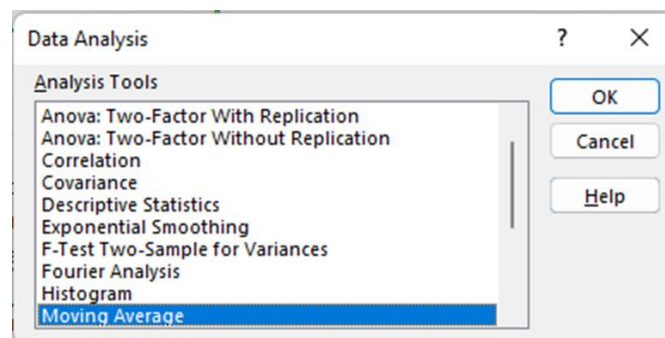 Data Analysis
?
Analysis Tools
Anova: Two-Factor With Replication
Anova: Two-Factor Without Replication
Correlation
Covariance
Descriptive Statistics
Exponential Smoothing
F-Test Two-Sample for Variances
Fourier Analysis
Histogram
Moving Average
OK
Cancel
Help